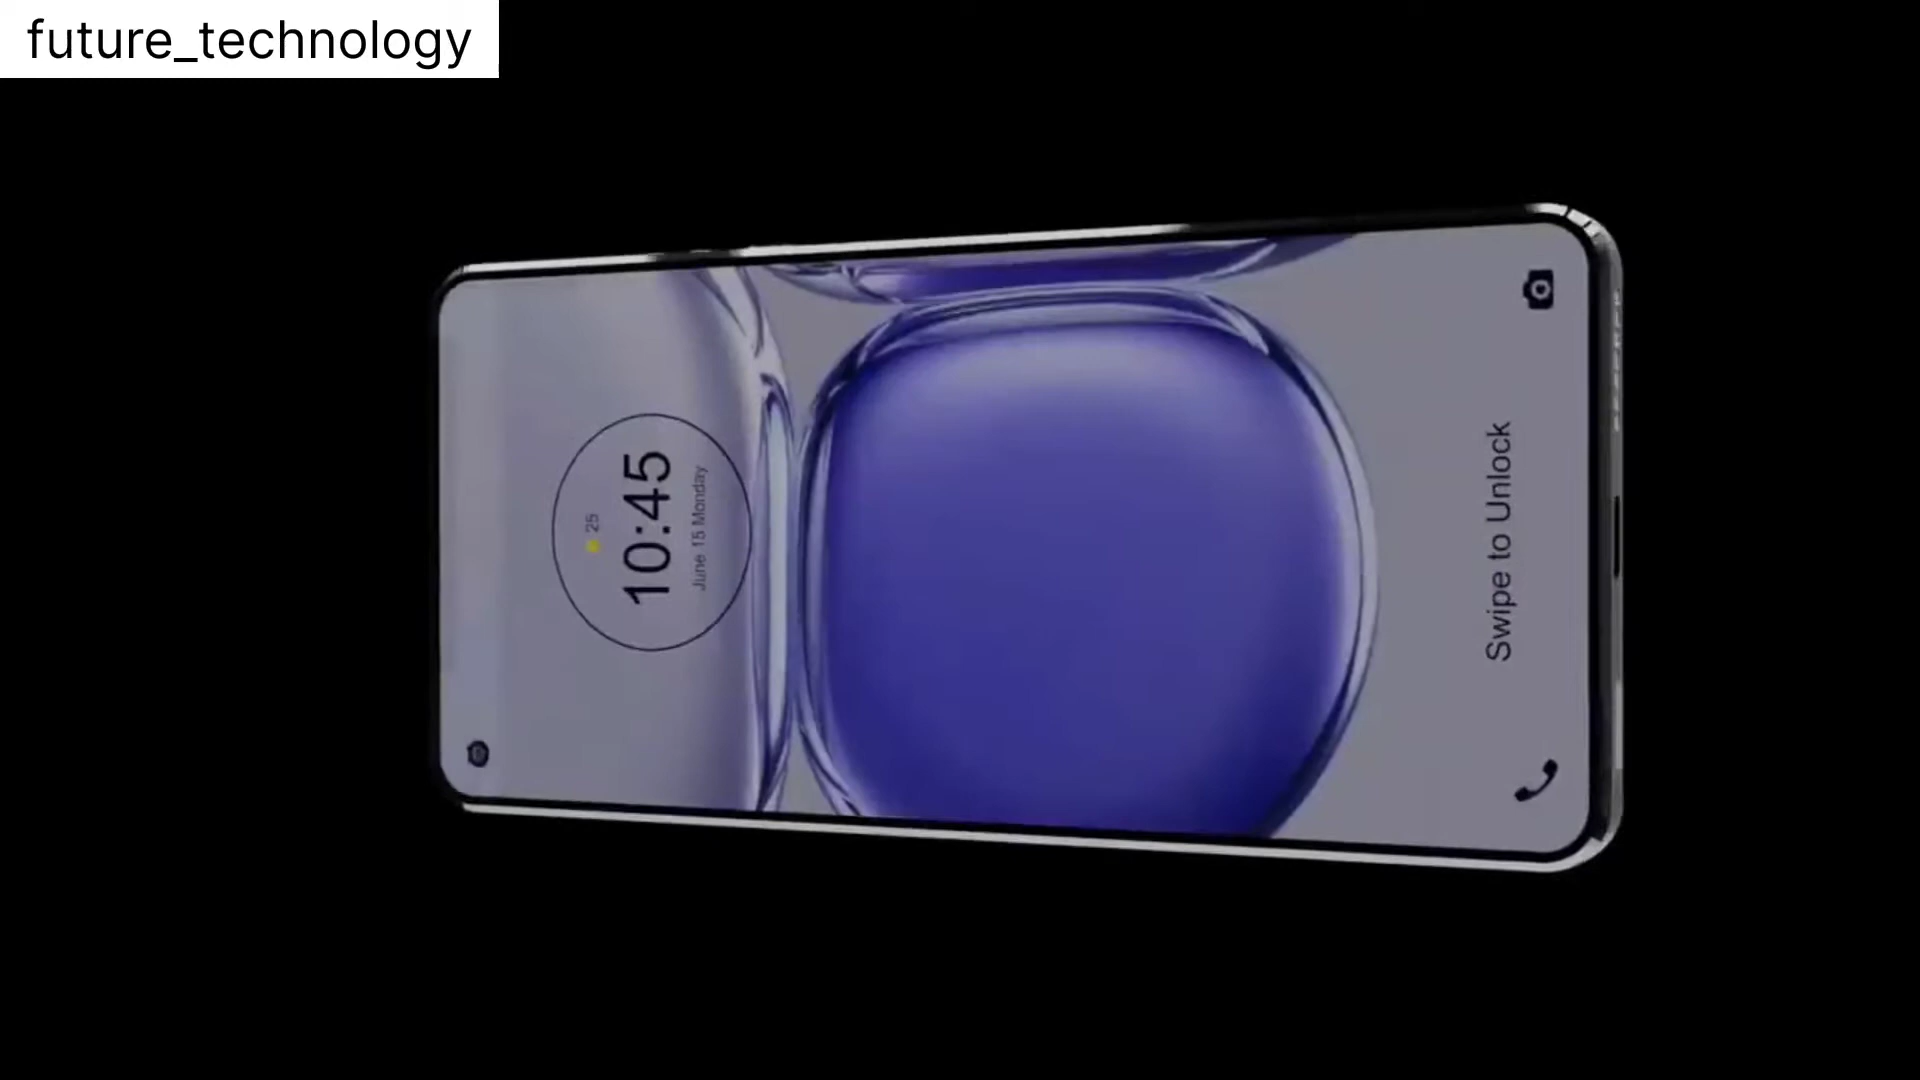 future_technology
25
10:45
June 15 Monday
Swipe to Unlock